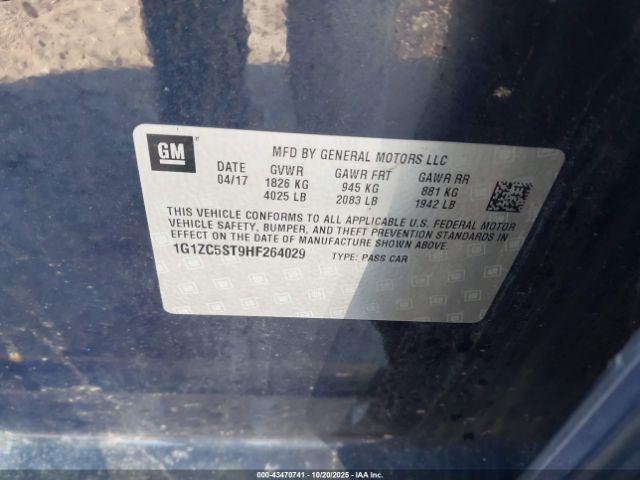 GM
MFD BY GENERAL MOTORS LLC
DATE GVWR GAWR FRT GAWR RR
04/17 1826 KG 945 KG 881 KG
4025 LB 2083 LB 1942 LB
THIS VEHICLE CONFORMS TO ALL APPLICABLE U.S. FEDERAL MOTOR
VEHICLE SAFETY, BUMPER, AND THEFT PREVENTION STANDARDS IN
EFFECT ON THE DATE OF MANUFACTURE SHOWN ABOVE.
1G1ZC5ST9HF264029 TYPE: PASS CAR
000-43470741 - 10/20/2025 - IAA Inc.